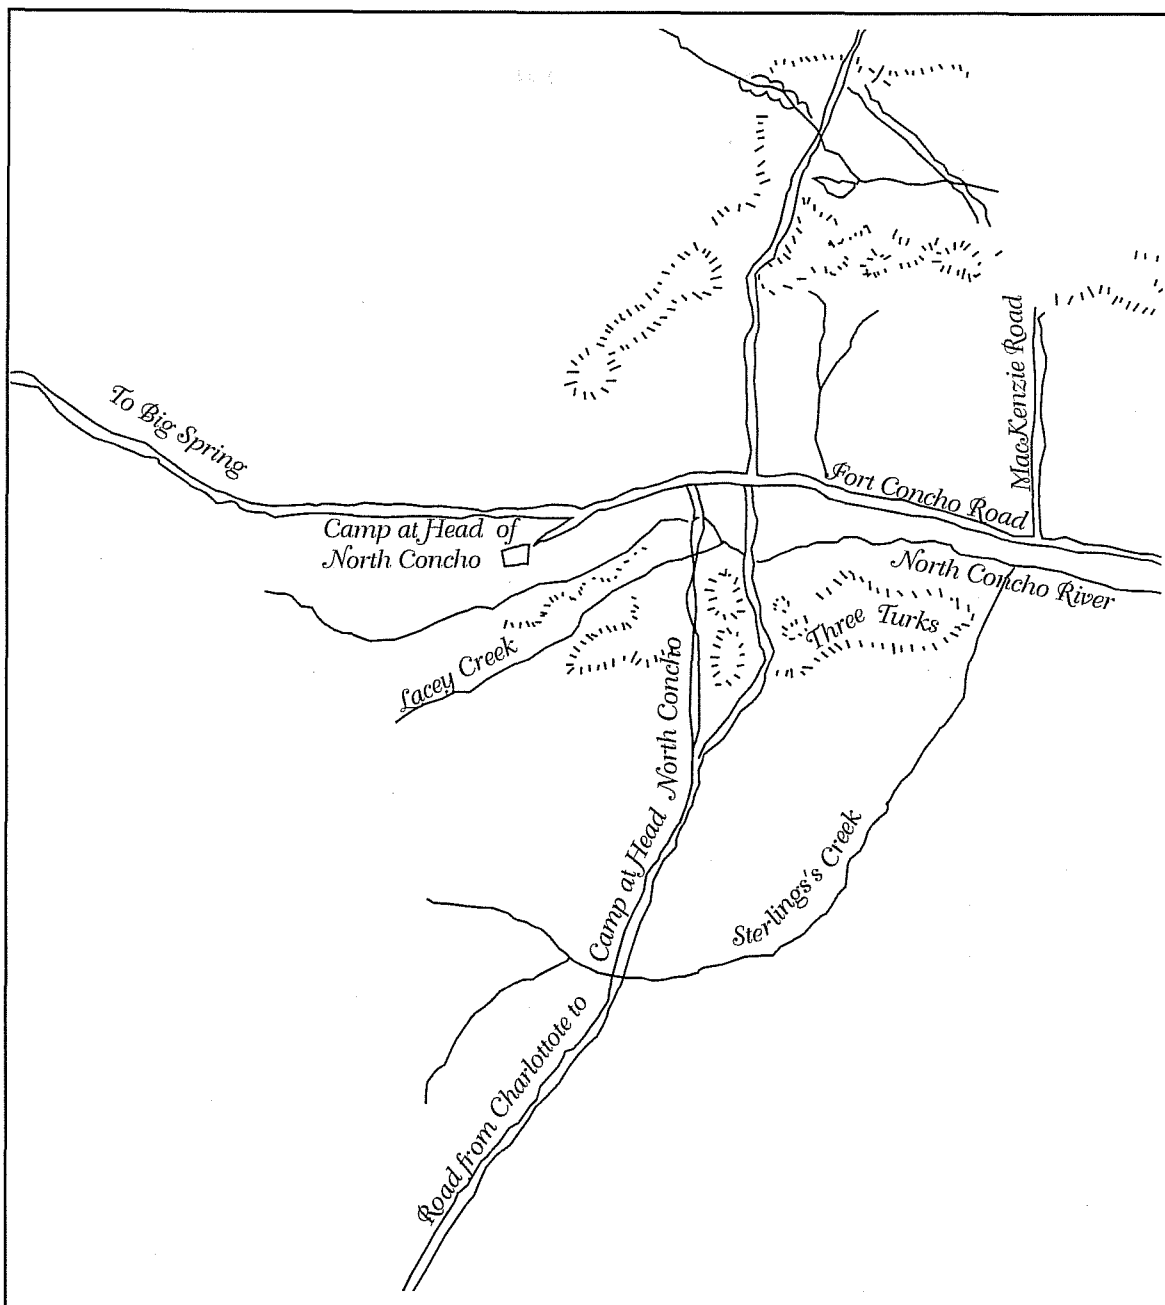 To Big Spring
MacKenzie Road
Fort Concho Road
Camp at Head of
North Concho
North Concho River
Three Turks
Lacey Creek
Sterlings's Creek
Road from Charlottote to
Camp at Head North Concho